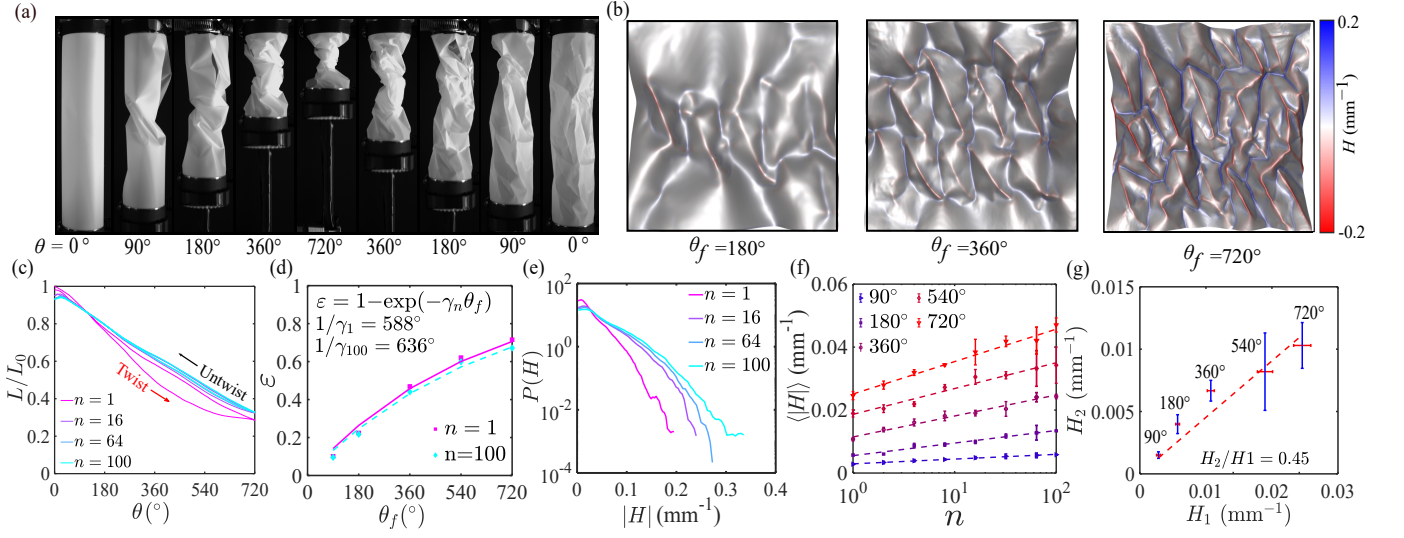 (a)
θ = 0° 90° 180° 360° 720° 360° 180° 90° 0°
(b)
θf =180° θf =360° θf =720°
0.2
H (mm⁻¹)
-0.2
(c)
1
0.8
0.6
0.4
0.2
0
L/L₀
Twist
Untwist
n = 1
n = 16
n = 64
n = 100
0 180 360 540 720
θ(°)
(d)
1
0.8
0.6
0.4
0.2
0
ε
ε = 1−exp(−γₙθf)
1/γ₁ = 588°
1/γ₁₀₀ = 636°
n = 1
n=100
0 180 360 540 720
θf(°)
(e)
10²
10⁰
10⁻²
10⁻⁴
P(H)
n = 1
n = 16
n = 64
n = 100
0 0.1 0.2 0.3 0.4
|H| (mm⁻¹)
(f)
0.06
0.04
0.02
0.00
⟨|H|⟩ (mm⁻¹)
90° 540°
180° 720°
360°
10⁰ 10¹ 10²
n
(g)
0.015
0.01
0.005
0
H₂ (mm⁻¹)
90°
180°
360°
540°
720°
H₂/H1 = 0.45
0 0.01 0.02 0.03
H₁ (mm⁻¹)